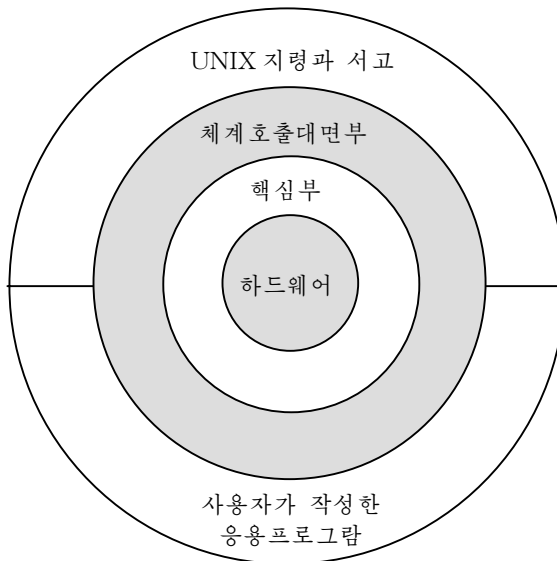 UNIX 지령과 서고
체계호출대면부
핵심부
하드웨어
사용자가 작성한
응용프로그람